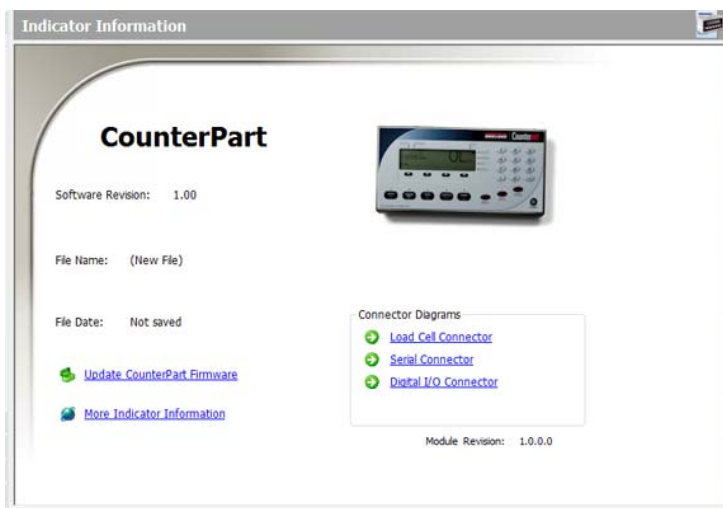 Indicator Information
CounterPart
Software Revision: 1.00
File Name: (New File)
File Date: Not saved
Update CounterPart Firmware
More Indicator Information
Connector Diagrams
Load Cell Connector
Serial Connector
Digital I/O Connector
Module Revision: 1.0.0.0